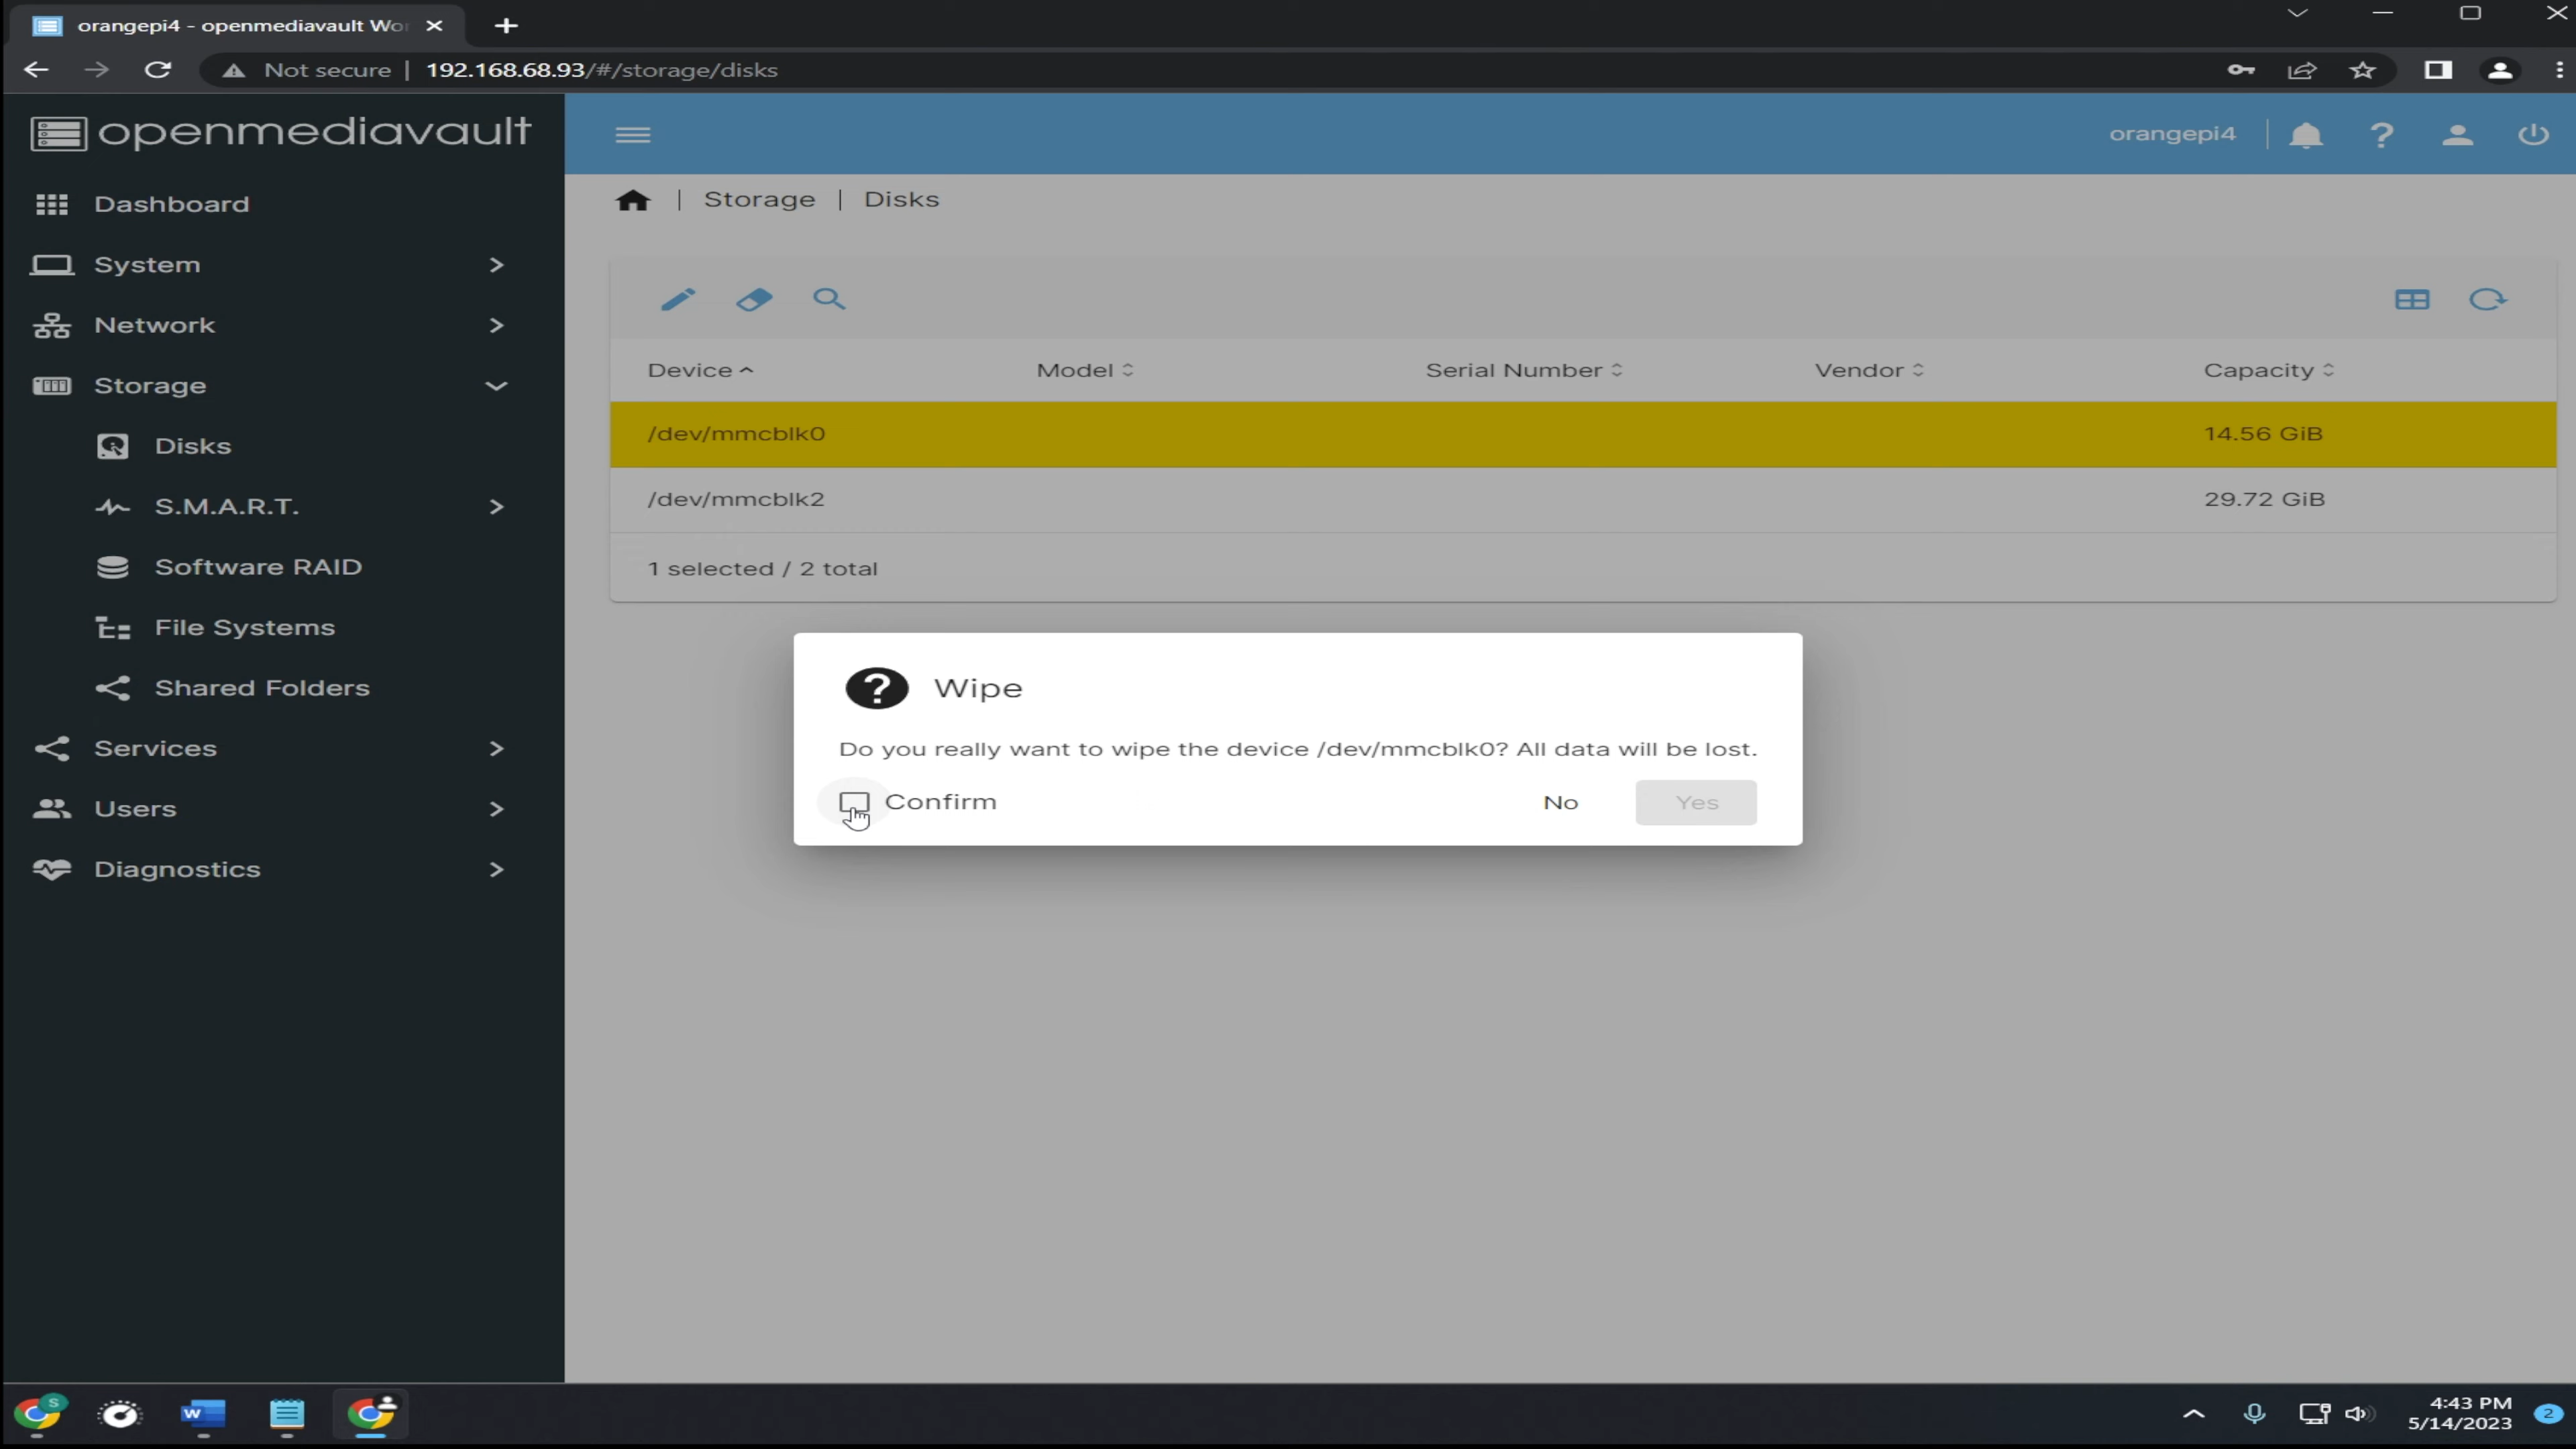 orangepi4 - openmediavault Wor
Not secure | 192.168.68.93/#/storage/disks
openmediavault
orangepi4
Dashboard
System
Network
Storage
Disks
S.M.A.R.T.
Software RAID
File Systems
Shared Folders
Services
Users
Diagnostics
| Storage | Disks
Device Model Serial Number Vendor Capacity
/dev/mmcblk0 14.56 GiB
/dev/mmcblk2 29.72 GiB
1 selected / 2 total
? Wipe
Do you really want to wipe the device /dev/mmcblk0? All data will be lost.
Confirm No Yes
S
W
4:43 PM
5/14/2023
2